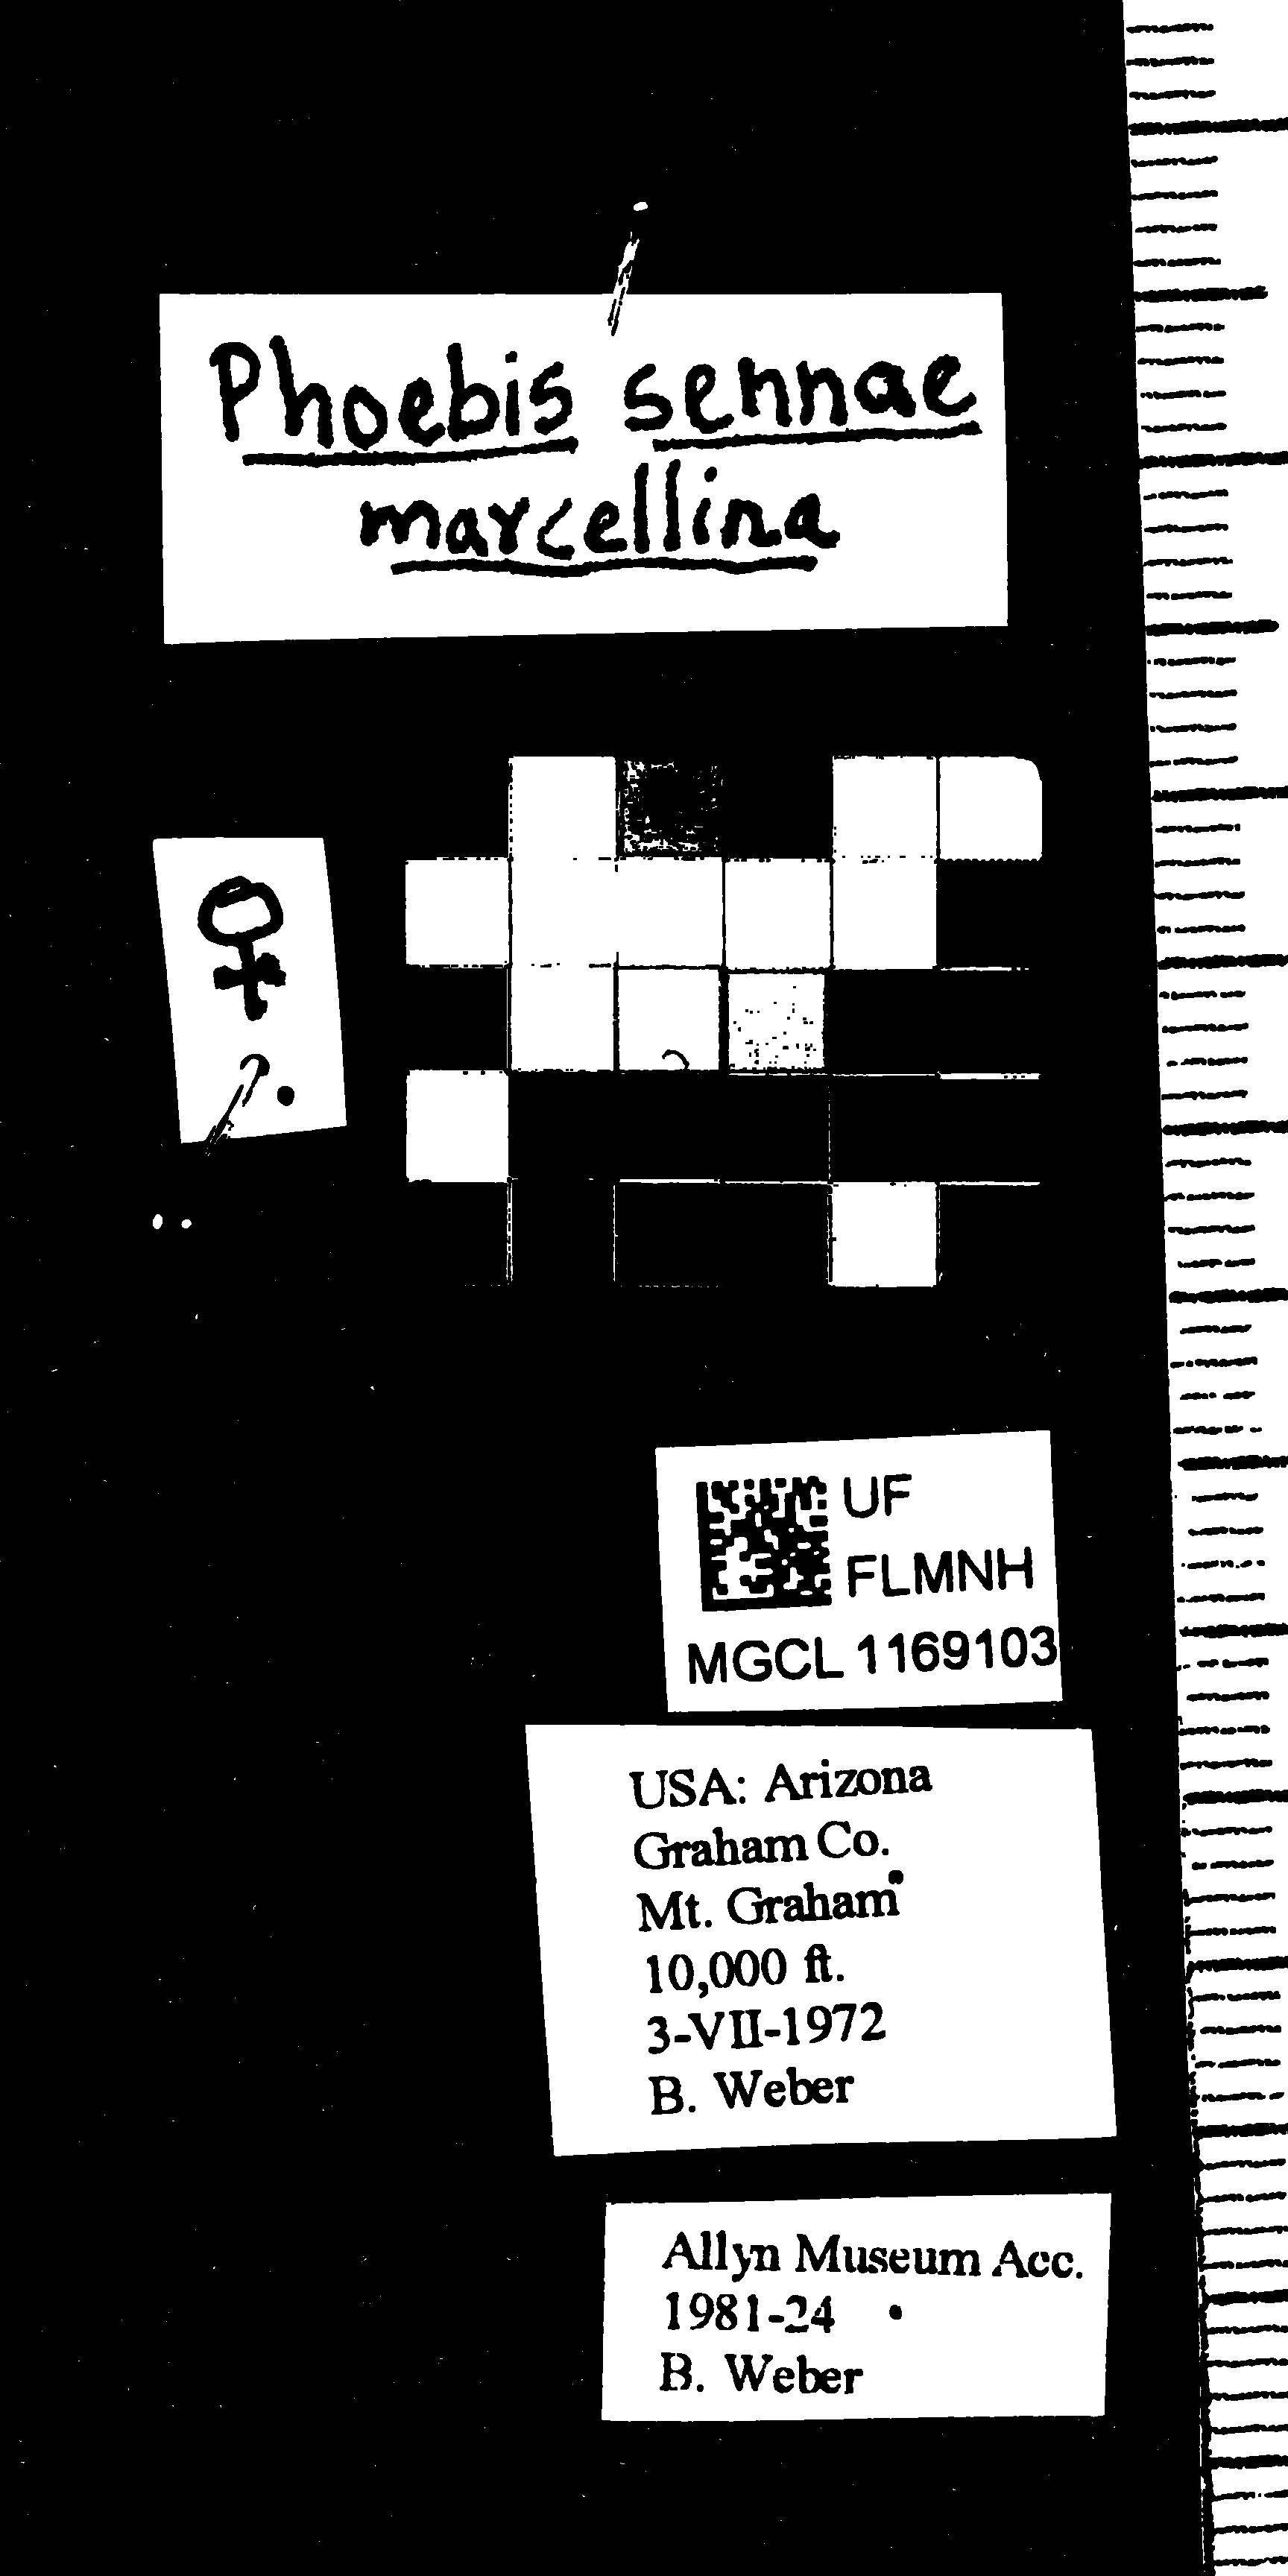 Phoebis sennae
marcellina
♀
UF
FLMNH
MGCL 1169103
USA: Arizona
Graham Co.
Mt. Graham
10,000 ft.
3-VII-1972
B. Weber
Allyn Museum Acc.
1981-24
B. Weber